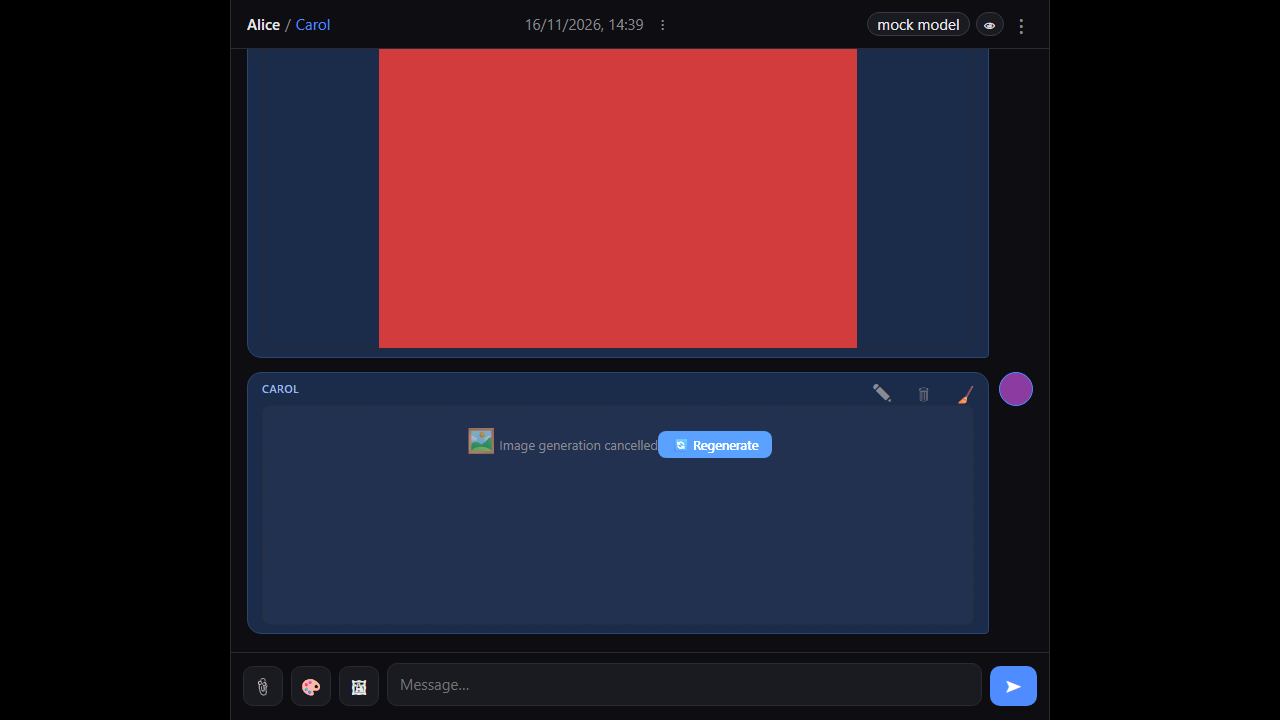 Alice / Carol
16/11/2026, 14:39
mock model
CAROL
Image generation cancelled
Regenerate
Message...